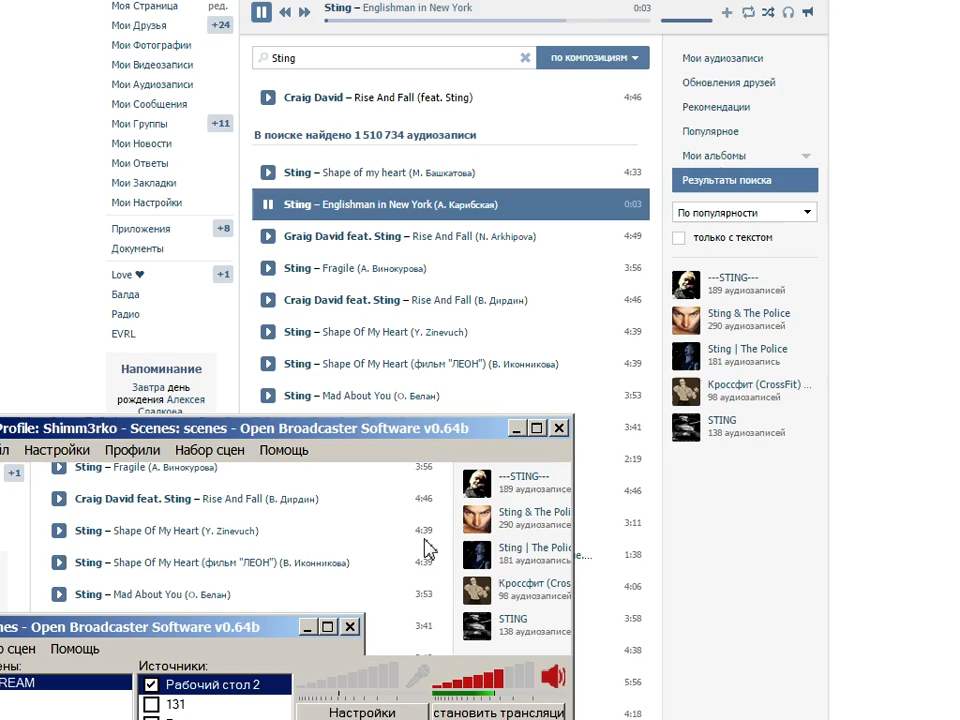 Моя Страница ред.
Мои Друзья +24
Мои Фотографии
Мои Видеозаписи
Мои Аудиозаписи
Мои Сообщения
Мои Группы +11
Мои Новости
Мои Ответы
Мои Закладки
Мои Настройки
Приложения +8
Документы
Love ♥ +1
Балда
Радио
EVRL
Напоминание
Завтра день
рождения Алексея
Сладкова
Sting – Englishman in New York 0:03
Sting
по композициям
Craig David – Rise And Fall (feat. Sting) 4:46
В поиске найдено 1 510 734 аудиозаписи
Sting – Shape of my heart (М. Башкатова) 4:33
Sting – Englishman in New York (А. Карибская) 0:03
Graig David feat. Sting – Rise And Fall (N. Arkhipova) 4:49
Sting – Fragile (А. Винокурова) 3:56
Craig David feat. Sting – Rise And Fall (В. Дирдин) 4:46
Sting – Shape Of My Heart (Y. Zinevuch) 4:39
Sting – Shape Of My Heart (фильм "ЛЕОН") (В. Иконникова) 4:39
Sting – Mad About You (О. Белан) 3:53
3:41
2:19
4:46
3:11
1:38
4:06
3:58
4:38
5:56
4:18
Мои аудиозаписи
Обновления друзей
Рекомендации
Популярное
Мои альбомы
Результаты поиска
По популярности
только с текстом
---STING---
189 аудиозаписей
Sting & The Police
290 аудиозаписей
Sting | The Police
181 аудиозапись
Кроссфит (CrossFit) ...
98 аудиозаписей
STING
138 аудиозаписей
rofile: Shimm3rko - Scenes: scenes - Open Broadcaster Software v0.64b
йл Настройки Профили Набор сцен Помощь
+1
Sting – Fragile (А. Винокурова) 3:56
Craig David feat. Sting – Rise And Fall (В. Дирдин) 4:46
Sting – Shape Of My Heart (Y. Zinevuch) 4:39
Sting – Shape Of My Heart (фильм "ЛЕОН") (В. Иконникова) 4:39
Sting – Mad About You (О. Белан) 3:53
3:41
---STING---
189 аудиозаписе
Sting & The Poli
290 аудиозаписе
Sting | The Polic
181 аудиозапис
Кроссфит (Cros
98 аудиозаписей
STING
138 аудиозаписе
nes - Open Broadcaster Software v0.64b
ор сцен Помощь
ены: Источники:
REAM Рабочий стол 2
131
Настройки становить трансляци